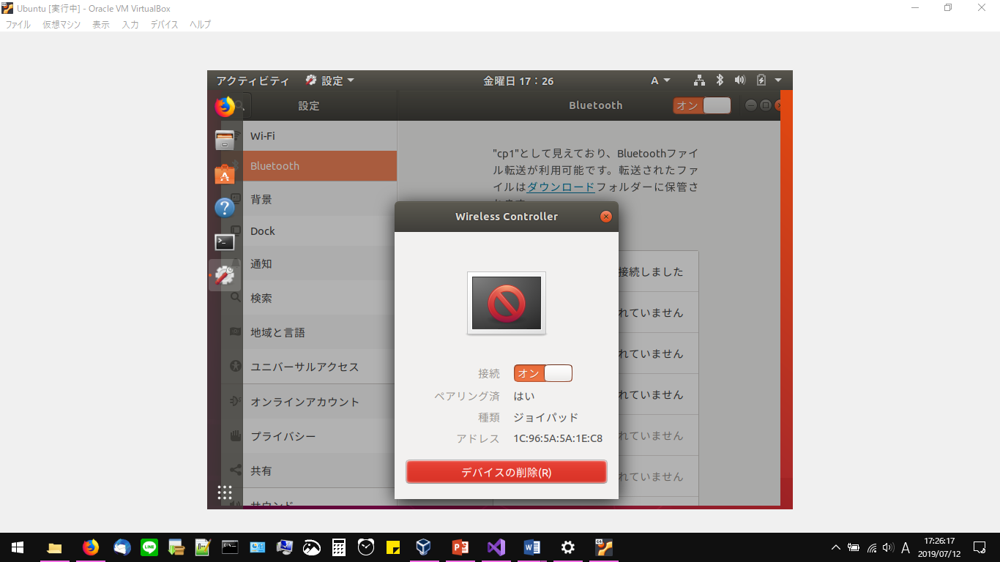 Ubuntu [実行中] - Oracle VM VirtualBox
ファイル 仮想マシン 表示 入力 デバイス ヘルプ
アクティビティ 設定 金曜日 17：26 A
設定 Bluetooth オン
Wi-Fi
Bluetooth
背景
Dock
通知
検索
地域と言語
ユニバーサルアクセス
オンラインアカウント
プライバシー
共有
サウンド
"cp1"として見えており、Bluetoothファイ
ル転送が利用可能です。転送されたファ
イルはダウンロードフォルダーに保管さ
接続しました
れていません
れていません
れていません
れていません
れていません
Wireless Controller
接続 オン
ペアリング済 はい
種類 ジョイパッド
アドレス 1C:96:5A:5A:1E:C8
デバイスの削除(R)
LINE
A
17:26:17
2019/07/12